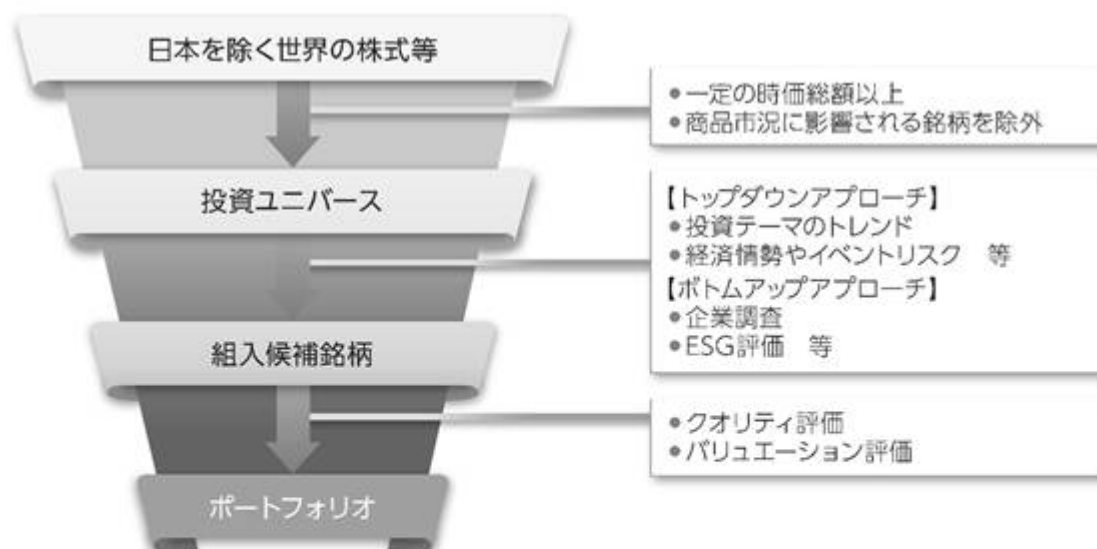 日本を除く世界の株式等
●一定の時価総額以上
●商品市況に影響される銘柄を除外
投資ユニバース
【トップダウンアプローチ】
●投資テーマのトレンド
●経済情勢やイベントリスク　等
【ボトムアップアプローチ】
●企業調査
●ESG評価　等
組入候補銘柄
●クオリティ評価
●バリュエーション評価
ポートフォリオ